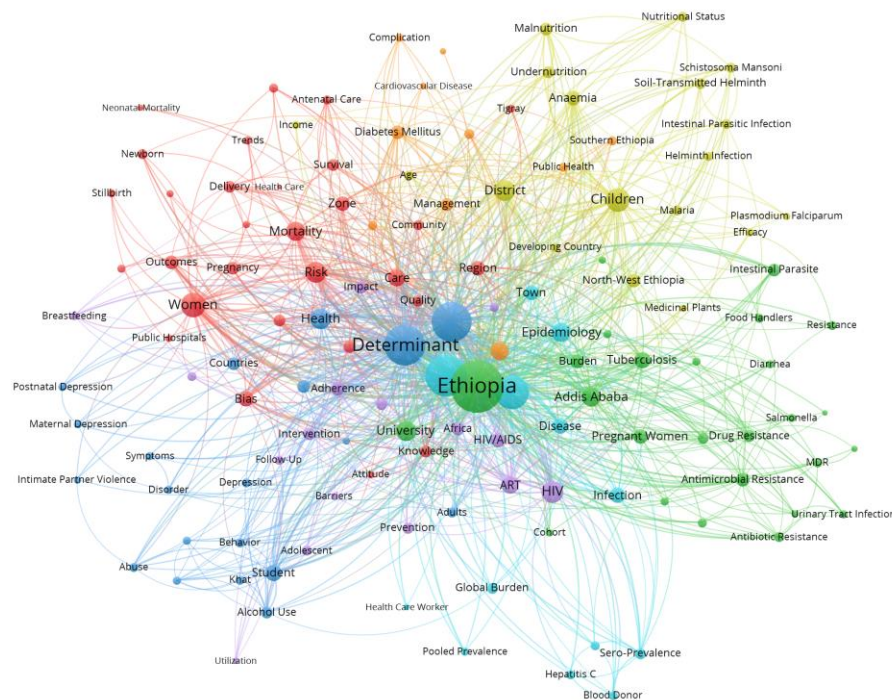 Nutritional Status
Malnutrition
Complication
Schistosoma Mansoni
Undernutrition
Soil-Transmitted Helminth
Cardiovascular Disease
Antenatal Care
Anaemia
Neonatal Mortality
Tigray
Income
Diabetes Mellitus
Intestinal Parasitic Infection
Trends
Southern Ethiopia
Newborn
Survival
Public Health
Helminth Infection
Age
Delivery
Health Care
Stillbirth
District
Children
Zone
Management
Malaria
Plasmodium Falciparum
Community
Mortality
Efficacy
Developing Country
Outcomes
Pregnancy
Risk
Care
Region
Intestinal Parasite
Impact
North-West Ethiopia
Town
Quality
Women
Medicinal Plants
Breastfeeding
Health
Food Handlers
Resistance
Epidemiology
Public Hospitals
Determinant
Countries
Burden
Tuberculosis
Diarrhea
Postnatal Depression
Adherence
Ethiopia
Bias
Addis Ababa
Maternal Depression
Salmonella
Intervention
University
Africa
Disease
HIV/AIDS
Pregnant Women
Drug Resistance
Symptoms
Follow-Up
Knowledge
MDR
Intimate Partner Violence
Disorder
Depression
Attitude
ART
HIV
Antimicrobial Resistance
Infection
Barriers
Adults
Urinary Tract Infection
Prevention
Cohort
Antibiotic Resistance
Behavior
Adolescent
Abuse
Khat
Student
Global Burden
Alcohol Use
Health Care Worker
Utilization
Pooled Prevalence
Sero-Prevalence
Hepatitis C
Blood Donor